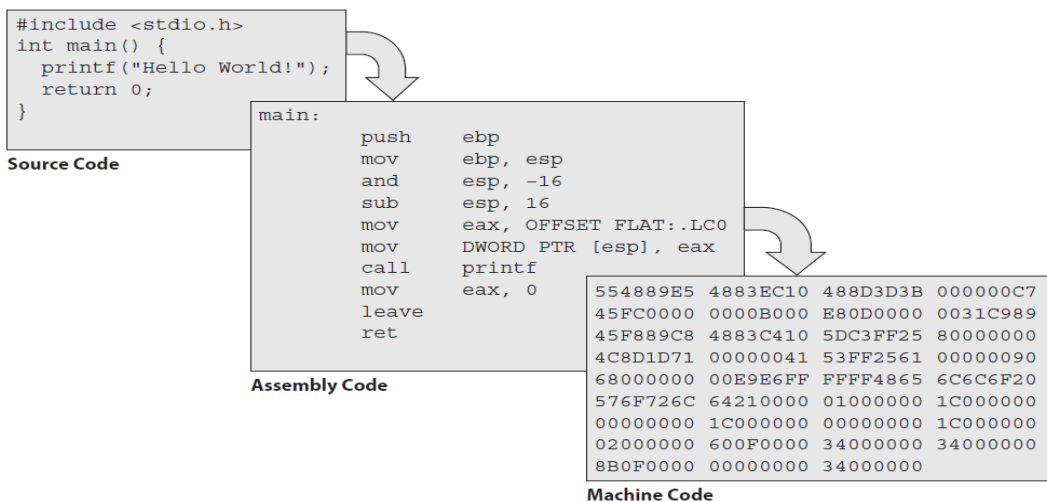 #include <stdio.h>
int main() {
  printf("Hello World!");
  return 0;
}
Source Code
main:
push ebp
mov ebp, esp
and esp, −16
sub esp, 16
mov eax, OFFSET FLAT:.LC0
mov DWORD PTR [esp], eax
call printf
mov eax, 0
leave
ret
Assembly Code
554889E5 4883EC10 488D3D3B 000000C7
45FC0000 0000B000 E80D0000 0031C989
45F889C8 4883C410 5DC3FF25 80000000
4C8D1D71 00000041 53FF2561 00000090
68000000 00E9E6FF FFFF4865 6C6C6F20
576F726C 64210000 01000000 1C000000
00000000 1C000000 00000000 1C000000
02000000 600F0000 34000000 34000000
8B0F0000 00000000 34000000
Machine Code